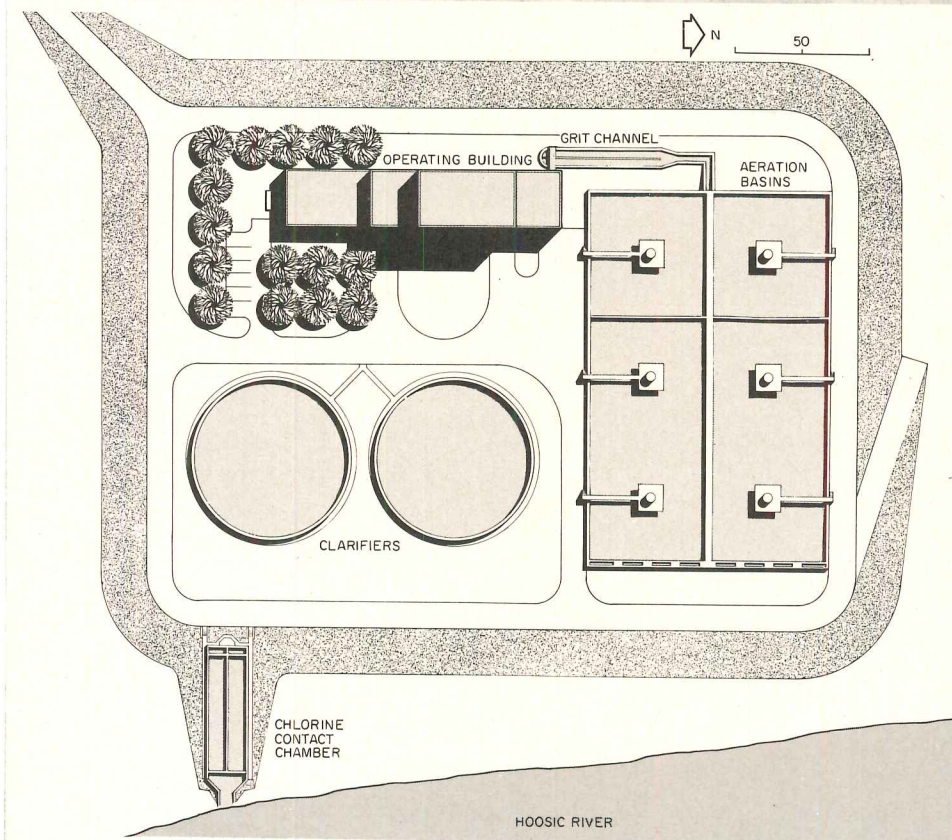 N
50
GRIT CHANNEL
OPERATING BUILDING
AERATION
BASINS
CLARIFIERS
CHLORINE
CONTACT
CHAMBER
HOOSIC RIVER